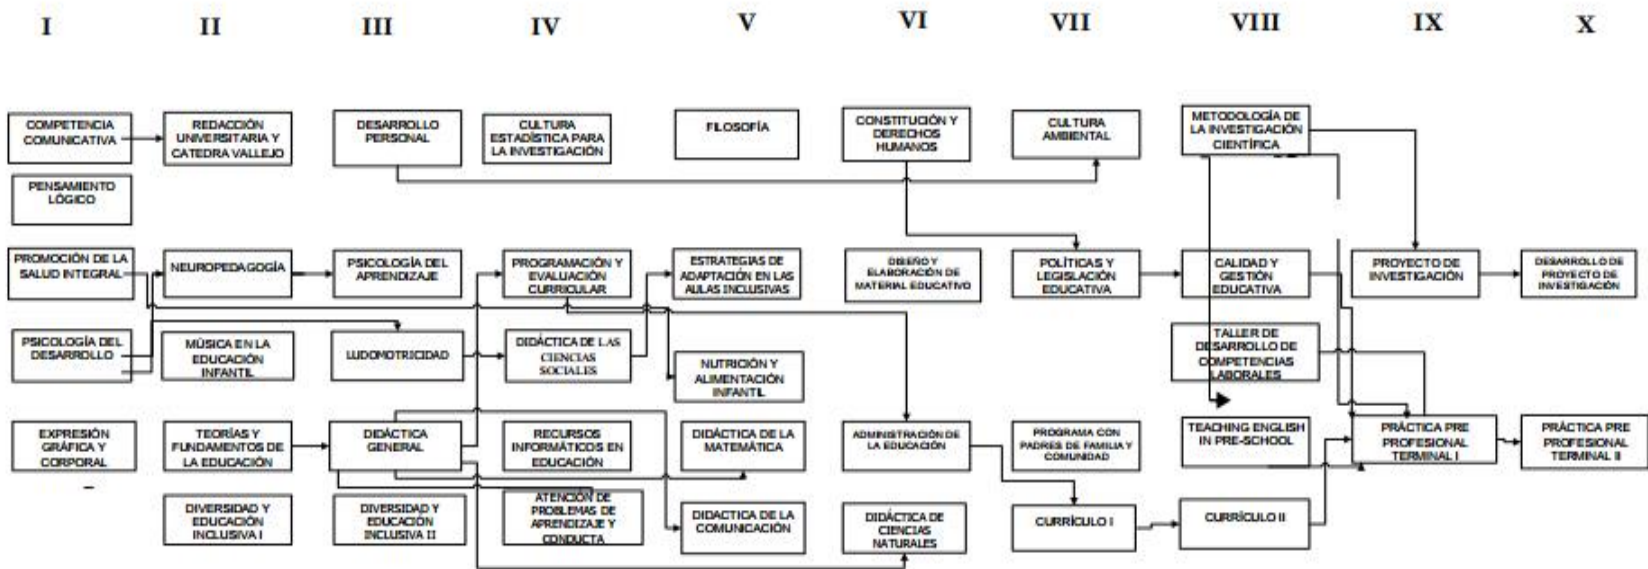 I II III IV V VI VII VIII IX X
COMPETENCIA
COMUNICATIVA
REDACCIÓN
UNIVERSITARIA Y
CATEDRA VALLEJO
DESARROLLO
PERSONAL
CULTURA
ESTADÍSTICA PARA
LA INVESTIGACIÓN
FILOSOFÍA
CONSTITUCIÓN Y
DERECHOS
HUMANOS
CULTURA
AMBIENTAL
METODOLOGÍA DE
LA INVESTIGACIÓN
CIENTÍFICA
PENSAMIENTO
LÓGICO
PROMOCIÓN DE LA
SALUD INTEGRAL
NEUROPEDAGOGÍA
PSICOLOGÍA DEL
APRENDIZAJE
PROGRAMACIÓN Y
EVALUACIÓN
CURRICULAR
ESTRATEGIAS DE
ADAPTACIÓN EN LAS
AULAS INCLUSIVAS
DISEÑO Y
ELABORACIÓN DE
MATERIAL EDUCATIVO
POLÍTICAS Y
LEGISLACIÓN
EDUCATIVA
CALIDAD Y
GESTIÓN
EDUCATIVA
PROYECTO DE
INVESTIGACIÓN
DESARROLLO DE
PROYECTO DE
INVESTIGACIÓN
PSICOLOGÍA DEL
DESARROLLO
MÚSICA EN LA
EDUCACIÓN
INFANTIL
LUDOMOTRICIDAD
DIDÁCTICA DE LAS
CIENCIAS
SOCIALES
NUTRICIÓN Y
ALIMENTACIÓN
INFANTIL
TALLER DE
DESARROLLO DE
COMPETENCIAS
LABORALES
EXPRESIÓN
GRÁFICA Y
CORPORAL
TEORÍAS Y
FUNDAMENTOS DE
LA EDUCACIÓN
DIDÁCTICA
GENERAL
RECURSOS
INFORMÁTICOS EN
EDUCACIÓN
DIDÁCTICA DE LA
MATEMÁTICA
ADMINISTRACIÓN DE
LA EDUCACIÓN
PROGRAMA CON
PADRES DE FAMILIA Y
COMUNIDAD
TEACHING ENGLISH
IN PRE-SCHOOL
PRÁCTICA PRE
PROFESIONAL
TERMINAL I
PRÁCTICA PRE
PROFESIONAL
TERMINAL II
DIVERSIDAD Y
EDUCACIÓN
INCLUSIVA I
DIVERSIDAD Y
EDUCACIÓN
INCLUSIVA II
ATENCIÓN DE
PROBLEMAS DE
APRENDIZAJE Y
CONDUCTA
DIDACTICA DE LA
COMUNICACIÓN
DIDÁCTICA DE
CIENCIAS
NATURALES
CURRÍCULO I
CURRÍCULO II